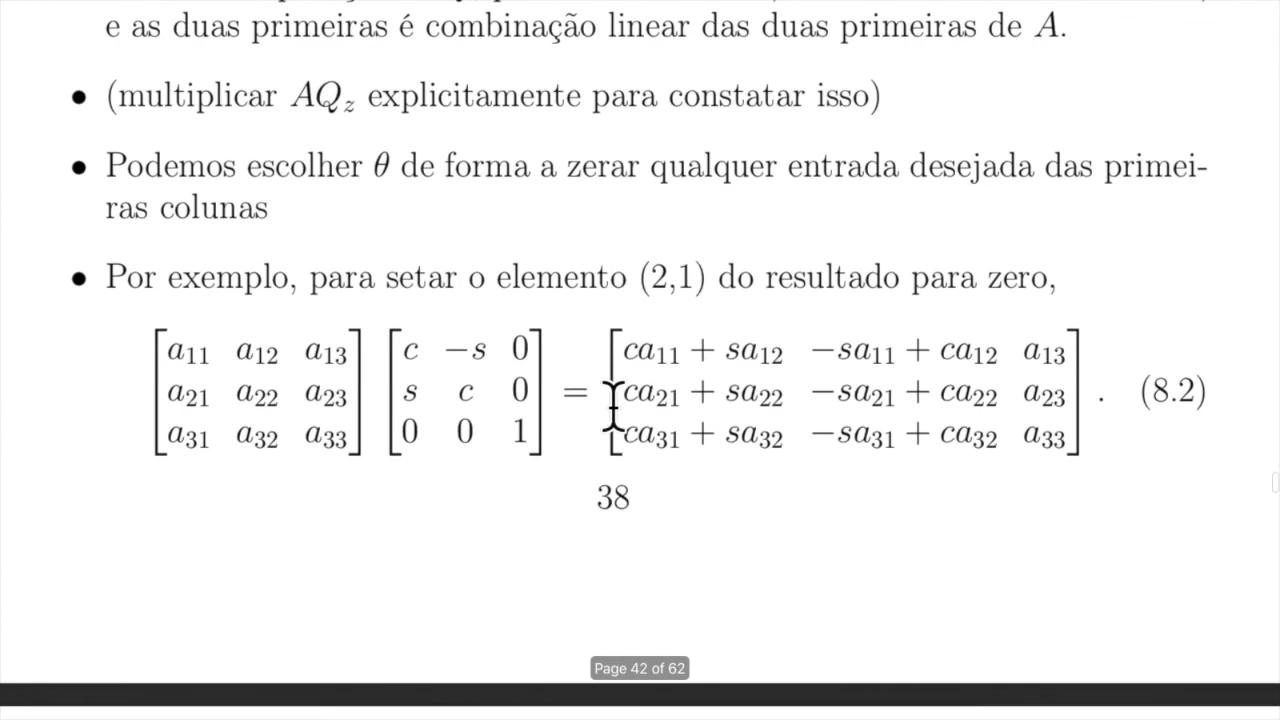 e as duas primeiras é combinação linear das duas primeiras de A.
• (multiplicar AQ_z explicitamente para constatar isso)
• Podemos escolher θ de forma a zerar qualquer entrada desejada das primei-
ras colunas
• Por exemplo, para setar o elemento (2,1) do resultado para zero,
[a₁₁ a₁₂ a₁₃] [c −s 0] [ca₁₁ + sa₁₂ −sa₁₁ + ca₁₂ a₁₃]
[a₂₁ a₂₂ a₂₃] [s c 0] = [ca₂₁ + sa₂₂ −sa₂₁ + ca₂₂ a₂₃] . (8.2)
[a₃₁ a₃₂ a₃₃] [0 0 1] [ca₃₁ + sa₃₂ −sa₃₁ + ca₃₂ a₃₃]
38
Page 42 of 62